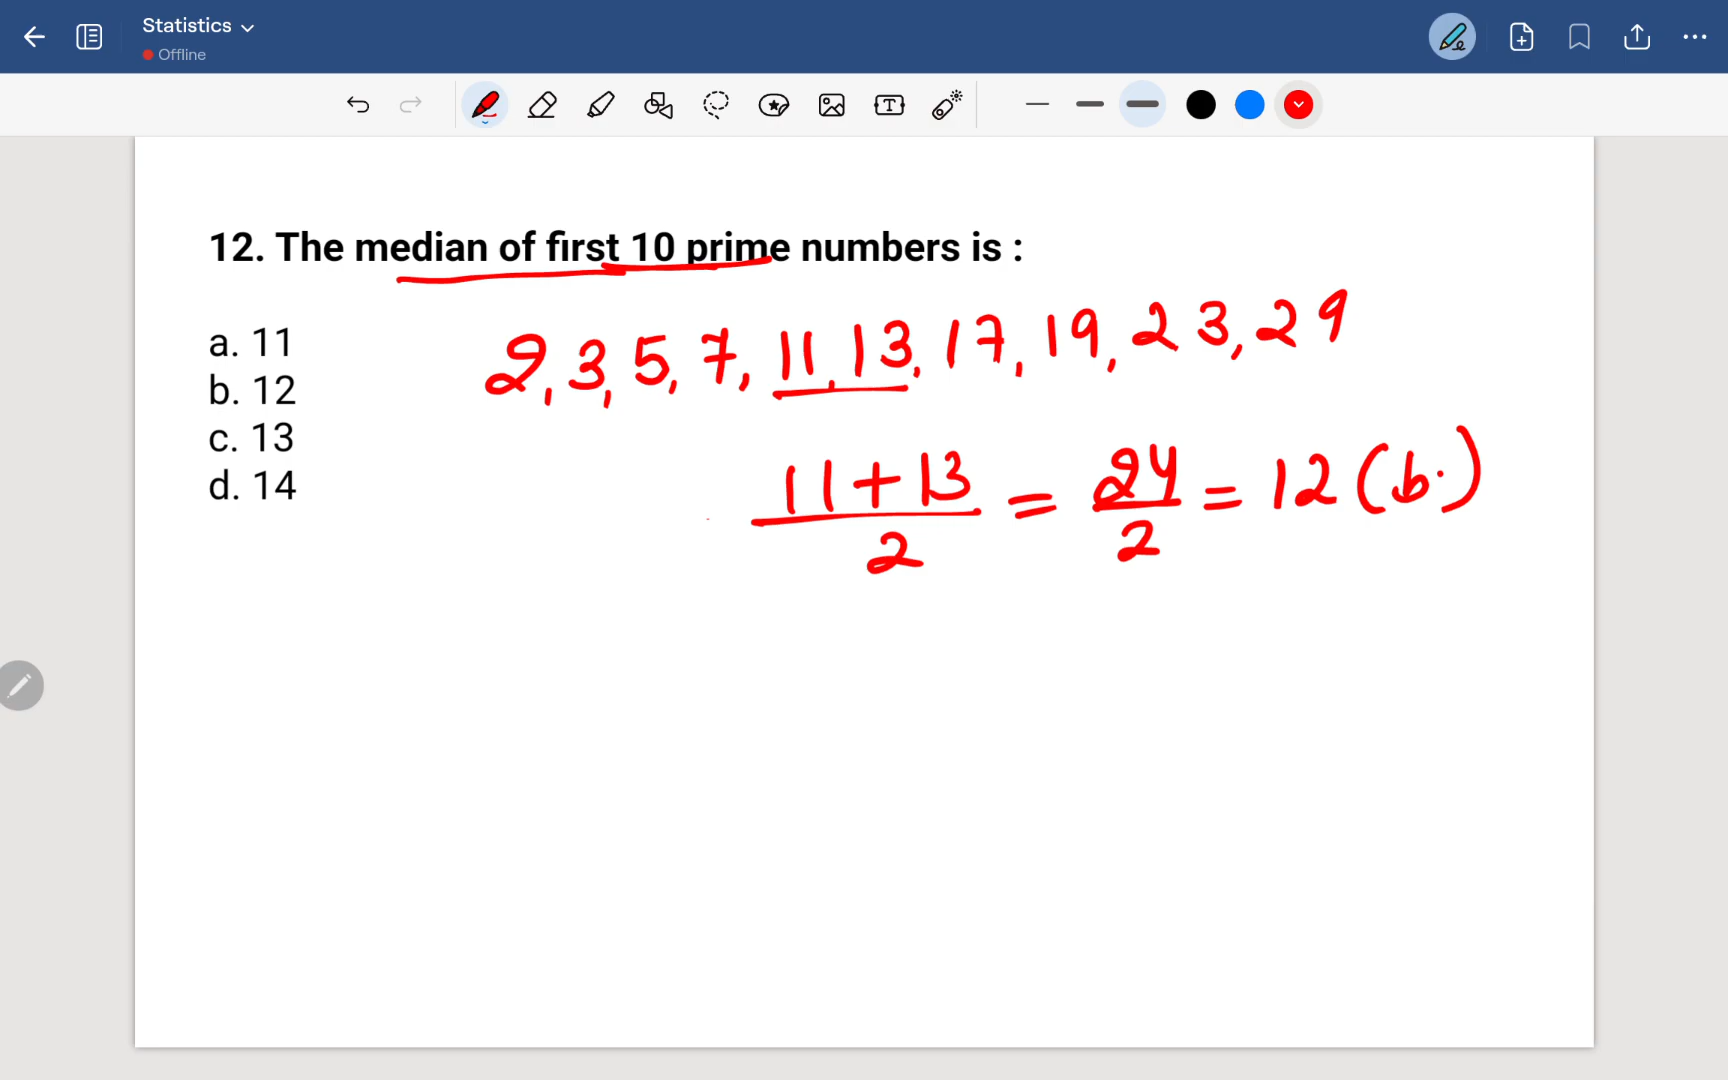 Statistics
Offline
12. The median of first 10 prime numbers is :
a. 11
b. 12
c. 13
d. 14
2, 3, 5, 7, 11, 13, 17, 19, 23, 29
11 + 13 / 2 = 24 / 2 = 12 (b.)